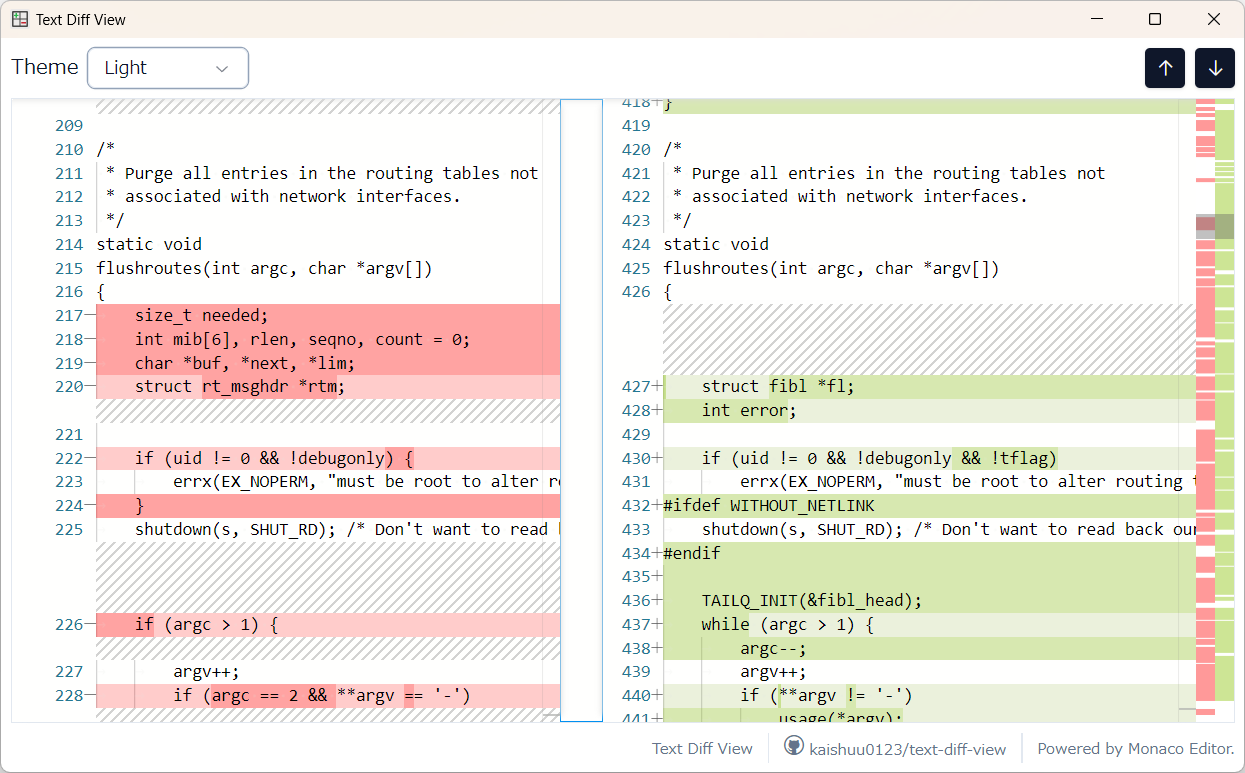 Text Diff View
Theme Light
209
210 /*
211 * Purge all entries in the routing tables not
212 * associated with network interfaces.
213 */
214 static void
215 flushroutes(int argc, char *argv[])
216 {
217— size_t needed;
218— int mib[6], rlen, seqno, count = 0;
219— char *buf, *next, *lim;
220— struct rt_msghdr *rtm;
221
222— if (uid != 0 && !debugonly) {
223 errx(EX_NOPERM, "must be root to alter r
224— }
225 shutdown(s, SHUT_RD); /* Don't want to read
226— if (argc > 1) {
227 argv++;
228— if (argc == 2 && **argv == '-')
418+ }
419
420 /*
421 * Purge all entries in the routing tables not
422 * associated with network interfaces.
423 */
424 static void
425 flushroutes(int argc, char *argv[])
426 {
427+ struct fibl *fl;
428+ int error;
429
430+ if (uid != 0 && !debugonly && !tflag)
431 errx(EX_NOPERM, "must be root to alter routing
432+ #ifdef WITHOUT_NETLINK
433 shutdown(s, SHUT_RD); /* Don't want to read back ou
434+ #endif
435+
436+ TAILQ_INIT(&fibl_head);
437+ while (argc > 1) {
438+ argc--;
439 argv++;
440+ if (**argv != '-')
441+ usage(*argv);
Text Diff View
kaishuu0123/text-diff-view
Powered by Monaco Editor.